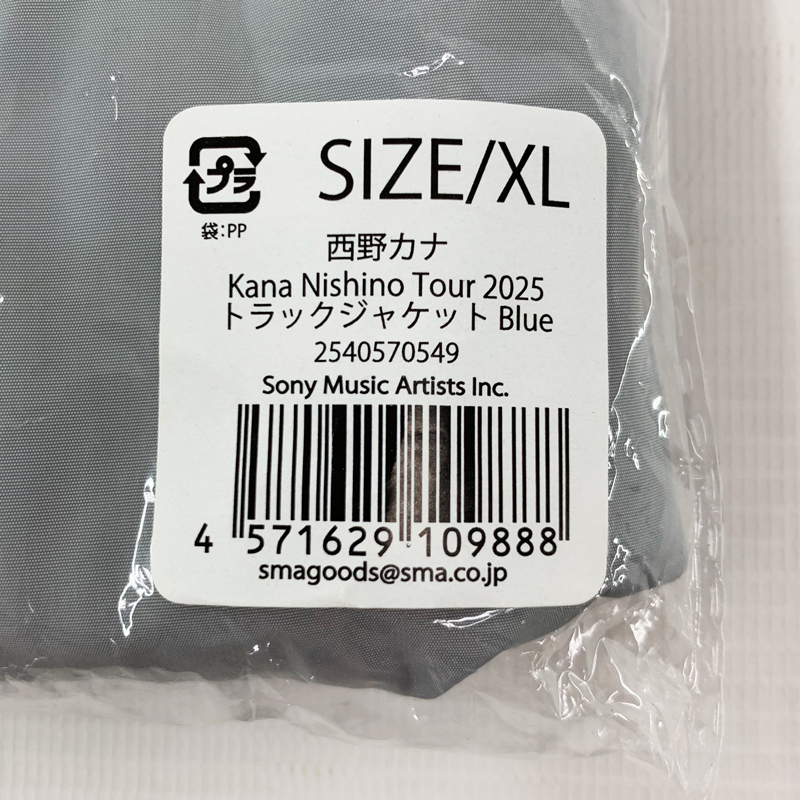 SIZE/XL
プラ
袋:PP
西野カナ
Kana Nishino Tour 2025
トラックジャケット Blue
2540570549
Sony Music Artists Inc.
4 571629 109888
smagoods@sma.co.jp